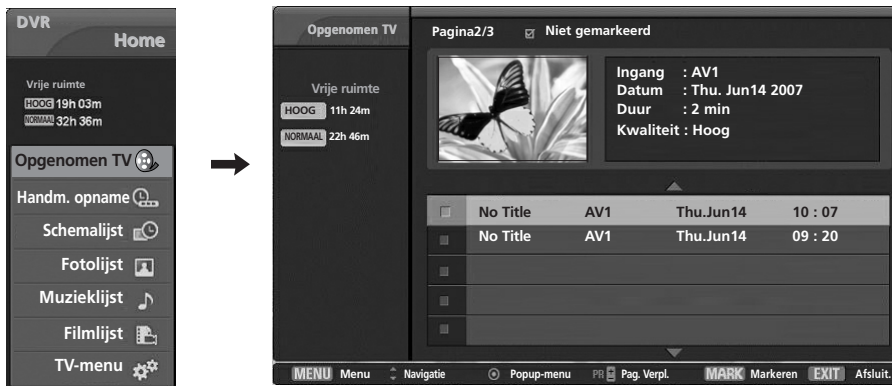 DVR
Home
Vrije ruimte
HOOG 19h 03m
NORMAAL 32h 36m
Opgenomen TV
Handm. opname
Schemalijst
Fotolijst
Muzieklijst
Filmlijst
TV-menu
Opgenomen TV
Pagina2/3 Niet gemarkeerd
Vrije ruimte
HOOG 11h 24m
NORMAAL 22h 46m
Ingang : AV1
Datum : Thu. Jun14 2007
Duur : 2 min
Kwaliteit : Hoog
No Title AV1 Thu.Jun14 10 : 07
No Title AV1 Thu.Jun14 09 : 20
MENU Menu Navigatie Popup-menu PR Pag. Verpl. MARK Markeren EXIT Afsluit.